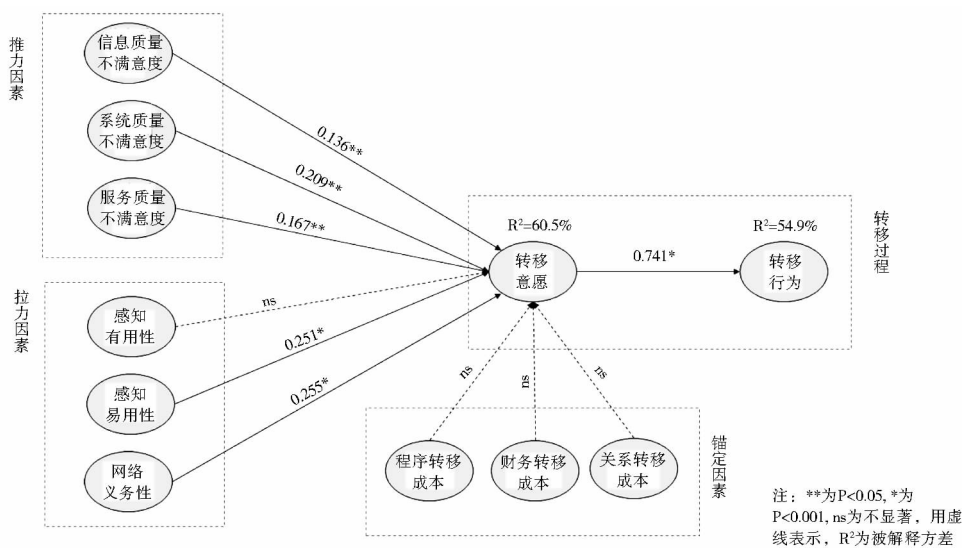 推力因素
信息质量
不满意度
系统质量
不满意度
服务质量
不满意度
0.136**
0.209**
0.167**
拉力因素
感知
有用性
感知
易用性
网络
义务性
ns
0.251*
0.255*
R²=60.5%
转移
意愿
0.741*
R²=54.9%
转移
行为
转移过程
ns
ns
ns
程序转移
成本
财务转移
成本
关系转移
成本
锚定因素
注：**为P<0.05, *为
P<0.001, ns为不显著，用虚
线表示，R²为被解释方差